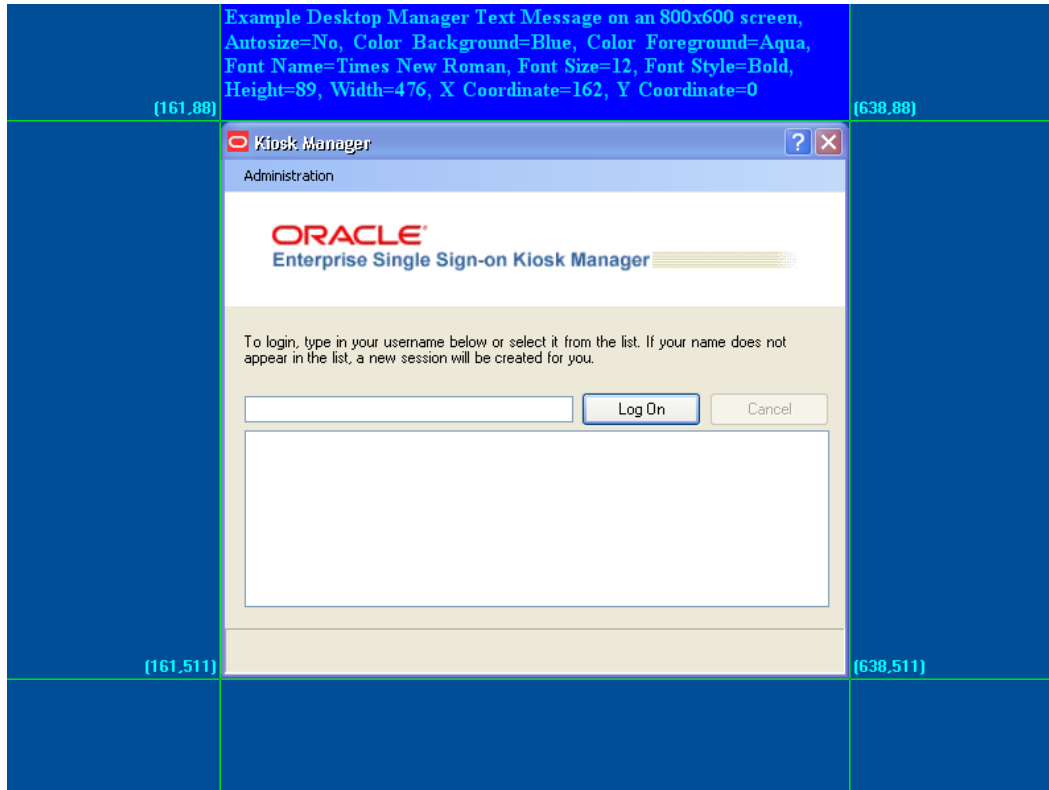 Example Desktop Manager Text Message on an 800x600 screen,
Autosize=No, Color Background=Blue, Color Foreground=Aqua,
Font Name=Times New Roman, Font Size=12, Font Style=Bold,
Height=89, Width=476, X Coordinate=162, Y Coordinate=0
(161,88)
(638,88)
Kiosk Manager
Administration
ORACLE
Enterprise Single Sign-on Kiosk Manager
To login, type in your username below or select it from the list. If your name does not
appear in the list, a new session will be created for you.
Log On
Cancel
(161,511)
(638,511)